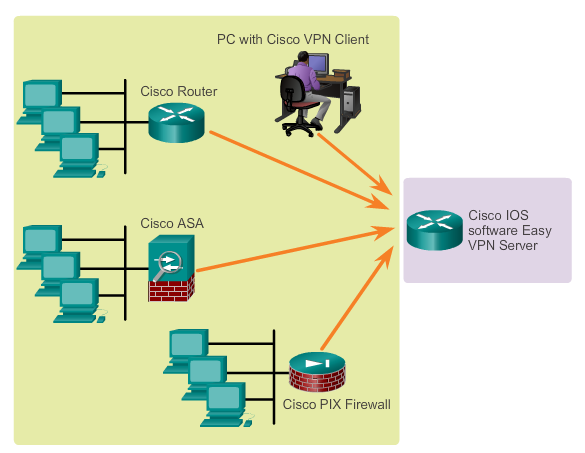 PC with Cisco VPN Client
Cisco Router
Cisco ASA
Cisco IOS
software Easy
VPN Server
Cisco PIX Firewall